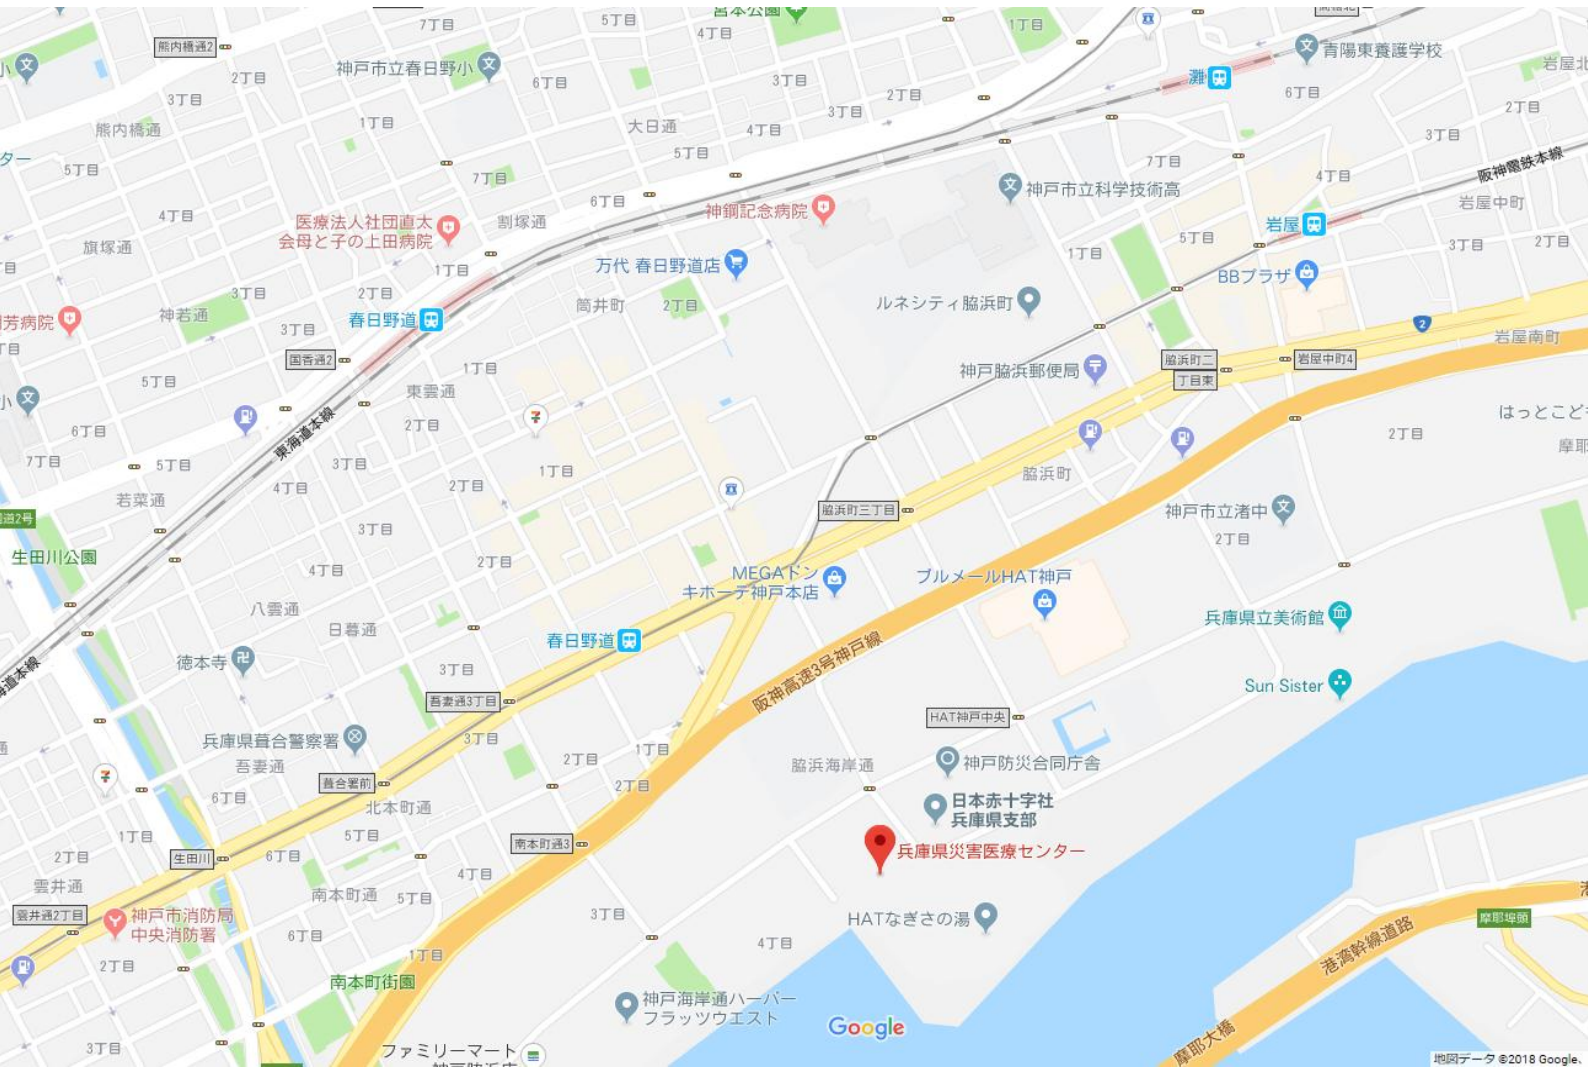 7丁目
5丁目
宮本公園
4丁目
1丁目
熊内橋通2
神戸市立春日野小
青陽東養護学校
岩屋北
2丁目
3丁目
灘
6丁目
3丁目
6丁目
3丁目
2丁目
2丁目
熊内橋通
1丁目
大日通
4丁目
3丁目
3丁目
ター
5丁目
5丁目
7丁目
7丁目
4丁目
阪神電鉄本線
4丁目
医療法人社団直太
会母と子の上田病院
割塚通
6丁目
神鋼記念病院
神戸市立科学技術高
岩屋中町
旗塚通
岩屋
5丁目
3丁目
2丁目
丁目
1丁目
万代 春日野道店
1丁目
BBプラザ
3丁目
2丁目
筒井町
2丁目
ルネシティ脇浜町
芳病院
神若通
3丁目
春日野道
2
岩屋南町
丁目
国香通2
1丁目
神戸脇浜郵便局
脇浜町二
丁目東
岩屋中町4
5丁目
東雲通
小
6丁目
2丁目
はっとこども
2丁目
東海道本線
7丁目
5丁目
3丁目
1丁目
脇浜町
摩耶
若菜通
4丁目
2丁目
道2号
3丁目
脇浜町三丁目
神戸市立渚中
2丁目
生田川公園
4丁目
2丁目
MEGAドン
キホーテ神戸本店
ブルメールHAT神戸
八雲通
日暮通
春日野道
兵庫県立美術館
徳本寺
3丁目
海道本線
阪神高速3号神戸線
Sun Sister
吾妻通3丁目
HAT神戸中央
兵庫県葺合警察署
3丁目
1丁目
吾妻通
2丁目
脇浜海岸通
神戸防災合同庁舎
葺合署前
2丁目
6丁目
北本町通
日本赤十字社
兵庫県支部
1丁目
5丁目
南本町通3
兵庫県災害医療センター
2丁目
生田川
6丁目
4丁目
雲井通
南本町通
5丁目
雲井通2丁目
神戸市消防局
中央消防署
3丁目
HATなぎさの湯
摩耶埠頭
6丁目
4丁目
港湾幹線道路
2丁目
1丁目
南本町街園
神戸海岸通ハーバー
フラッツウエスト
Google
摩耶大橋
3丁目
ファミリーマート
地図データ ©2018 Google、